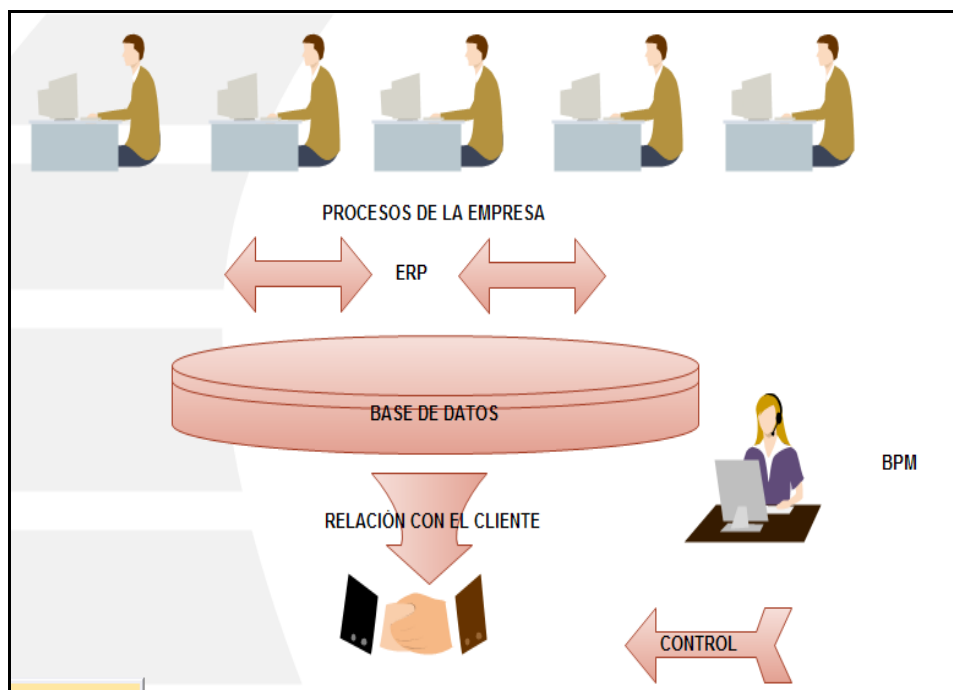 PROCESOS DE LA EMPRESA
ERP
BASE DE DATOS
BPM
RELACIÓN CON EL CLIENTE
CONTROL